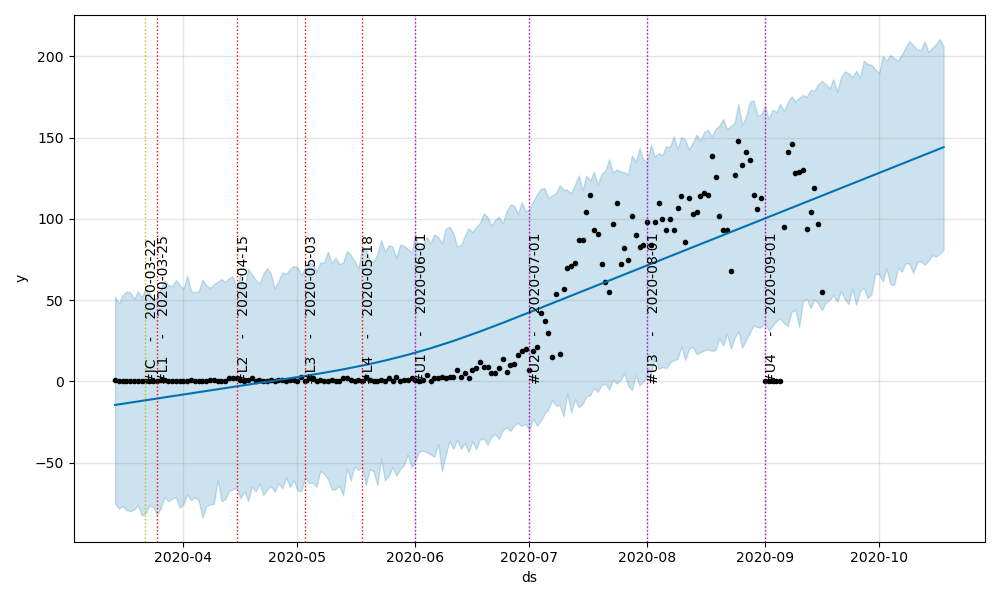 200
150
100
50
0
−50
y
#JC - 2020-03-22
#L1 - 2020-03-25
#L2 - 2020-04-15
#L3 - 2020-05-03
#L4 - 2020-05-18
#U1 - 2020-06-01
#U2 - 2020-07-01
#U3 - 2020-08-01
#U4 - 2020-09-01
2020-04
2020-05
2020-06
2020-07
2020-08
2020-09
2020-10
ds